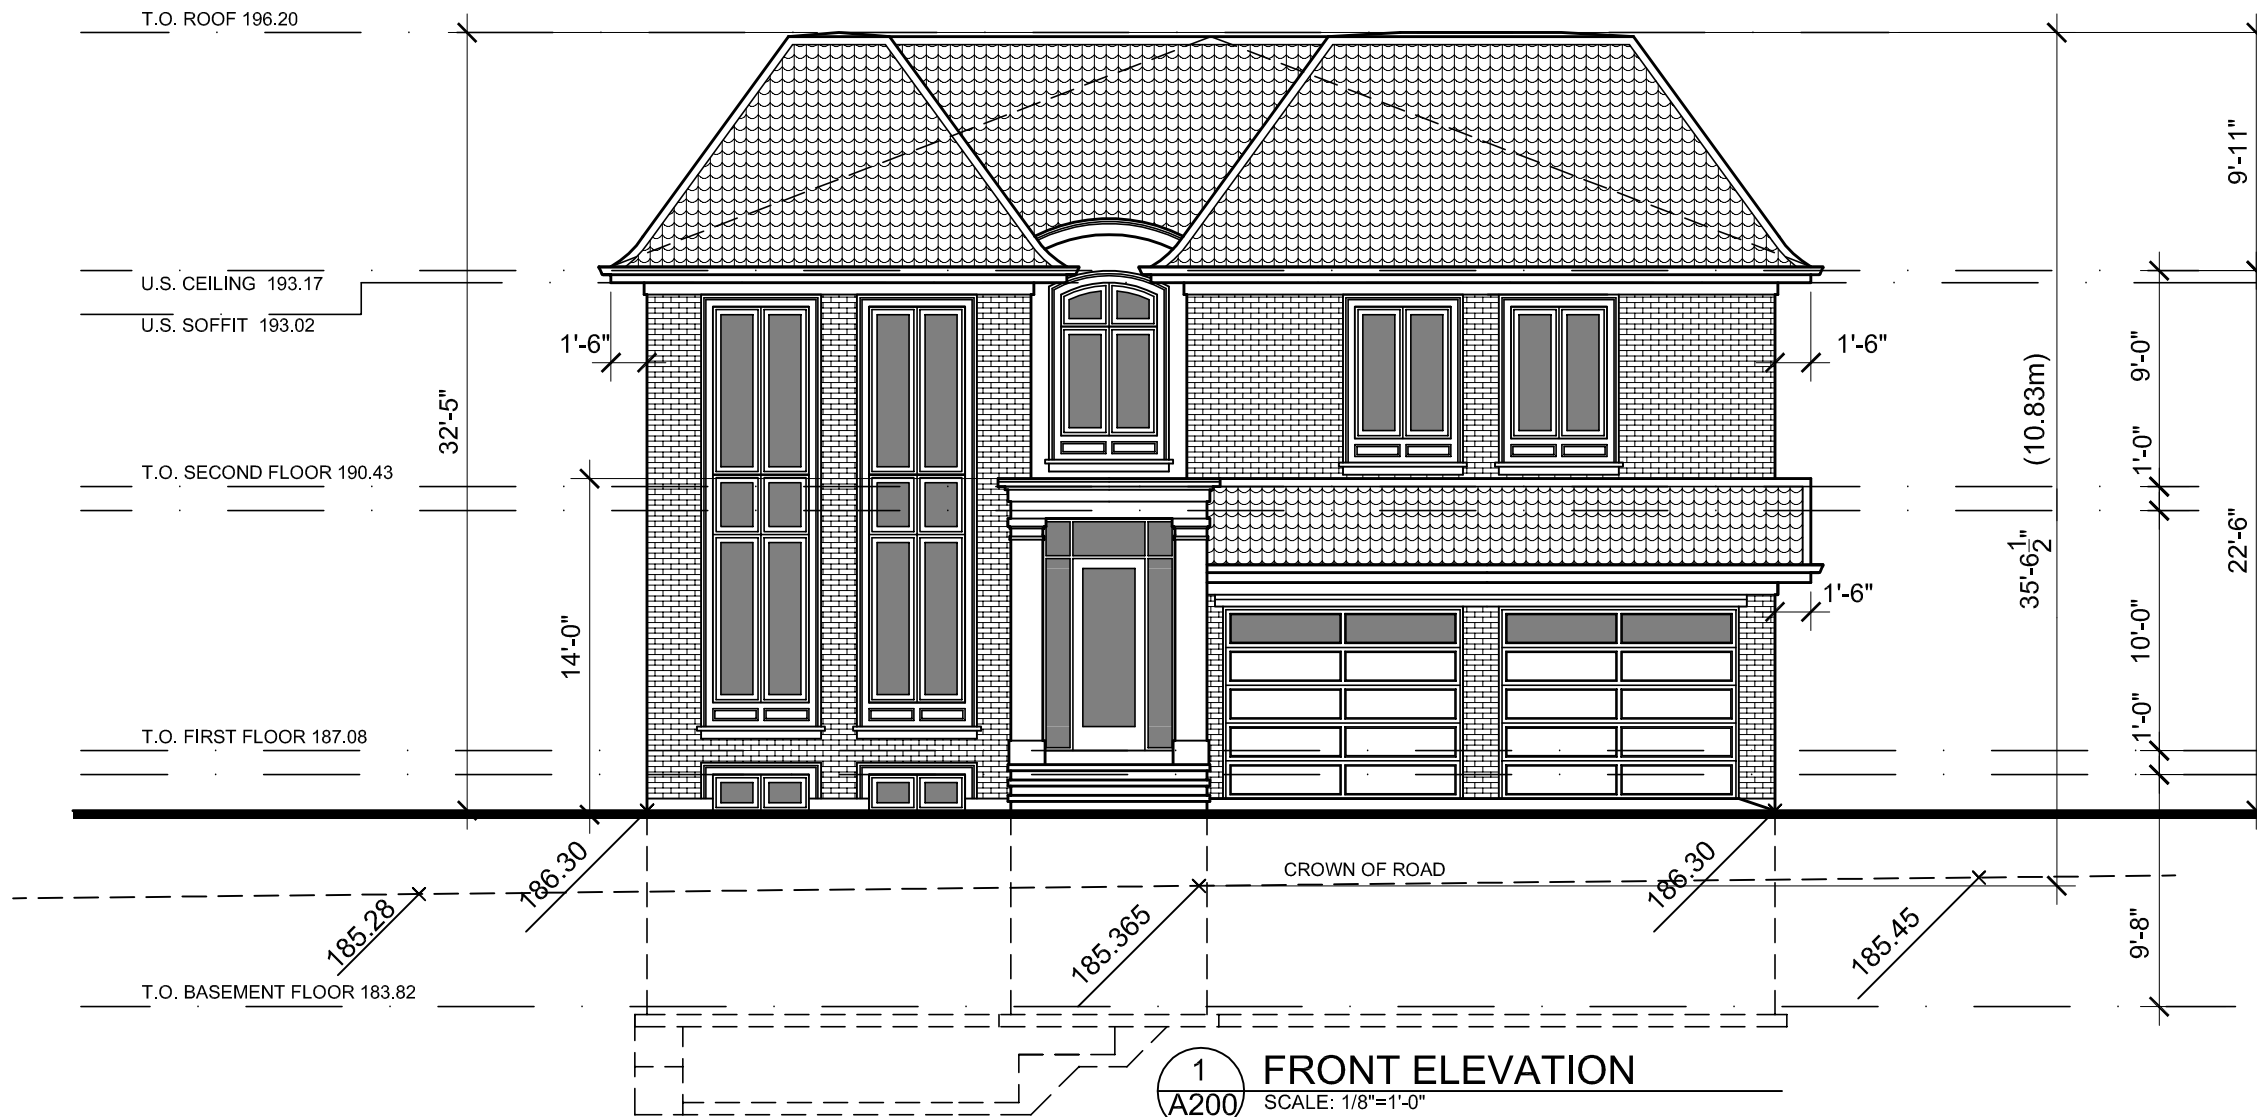 T.O. ROOF 196.20
U.S. CEILING 193.17
U.S. SOFFIT 193.02
T.O. SECOND FLOOR 190.43
T.O. FIRST FLOOR 187.08
T.O. BASEMENT FLOOR 183.82
32'-5"
14'-0"
1'-6"
1'-6"
1'-6"
35'-6 1/2" (10.83m)
9'-11"
9'-0"
1'-0"
22'-6"
10'-0"
1'-0"
9'-8"
186.30
186.30
CROWN OF ROAD
185.28
185.365
185.45
1
A200
FRONT ELEVATION
SCALE: 1/8"=1'-0"